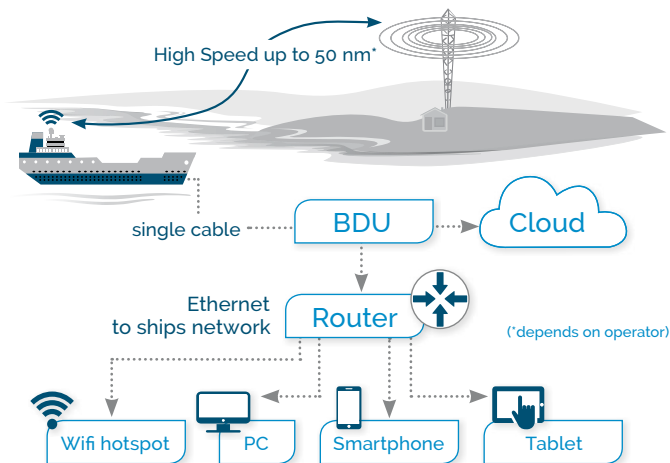 High Speed up to 50 nm*
single cable
BDU
Cloud
Ethernet
to ships network
Router
(*depends on operator)
Wifi hotspot
PC
Smartphone
Tablet